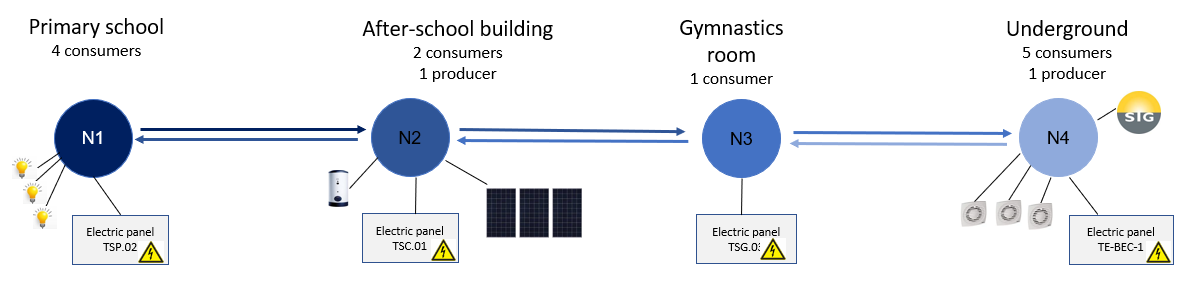 Primary school
4 consumers
After-school building
2 consumers
1 producer
Gymnastics
room
1 consumer
Underground
5 consumers
1 producer
N1
N2
N3
N4
SIG
Electric panel
TSP.02
Electric panel
TSC.01
Electric panel
TSG.03
Electric panel
TE-BEC-1